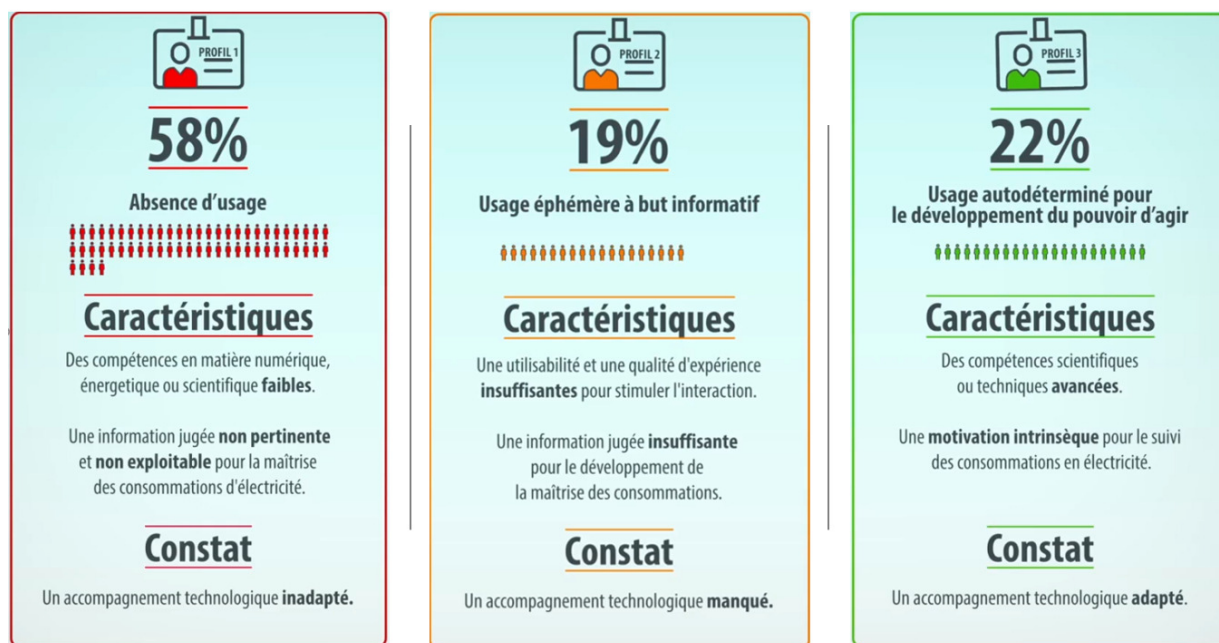 PROFIL 1
58%
Absence d'usage
Caractéristiques
Des compétences en matière numérique,
énergetique ou scientifique faibles.
Une information jugée non pertinente
et non exploitable pour la maîtrise
des consommations d'électricité.
Constat
Un accompagnement technologique inadapté.
PROFIL 2
19%
Usage éphémère à but informatif
Caractéristiques
Une utilisabilité et une qualité d'expérience
insuffisantes pour stimuler l'interaction.
Une information jugée insuffisante
pour le développement de
la maîtrise des consommations.
Constat
Un accompagnement technologique manqué.
PROFIL 3
22%
Usage autodéterminé pour
le développement du pouvoir d'agir
Caractéristiques
Des compétences scientifiques
ou techniques avancées.
Une motivation intrinsèque pour le suivi
des consommations en électricité.
Constat
Un accompagnement technologique adapté.